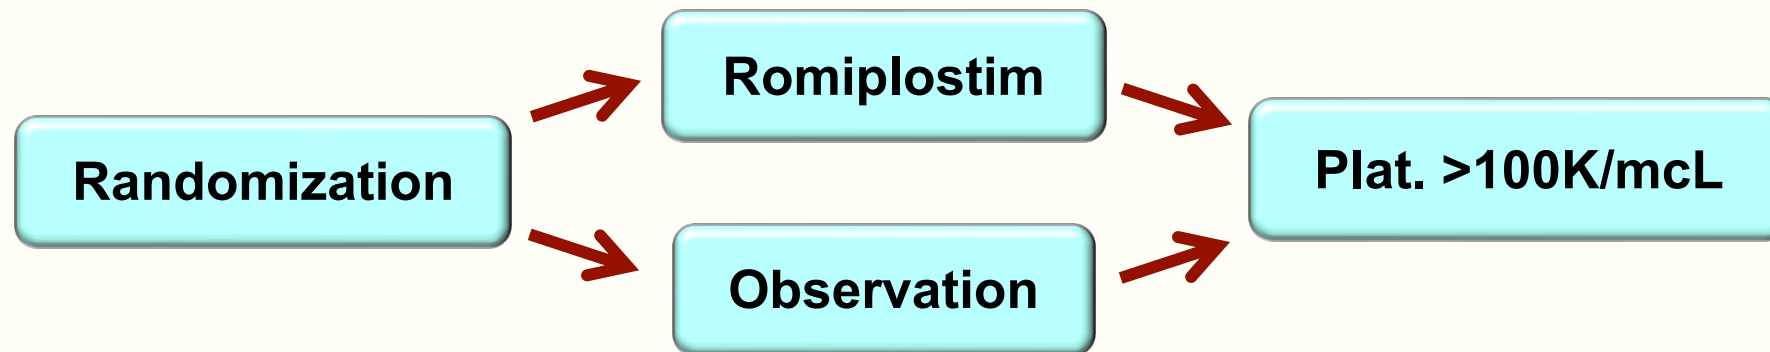 Randomization
Romiplostim
Observation
Plat. >100K/mcL